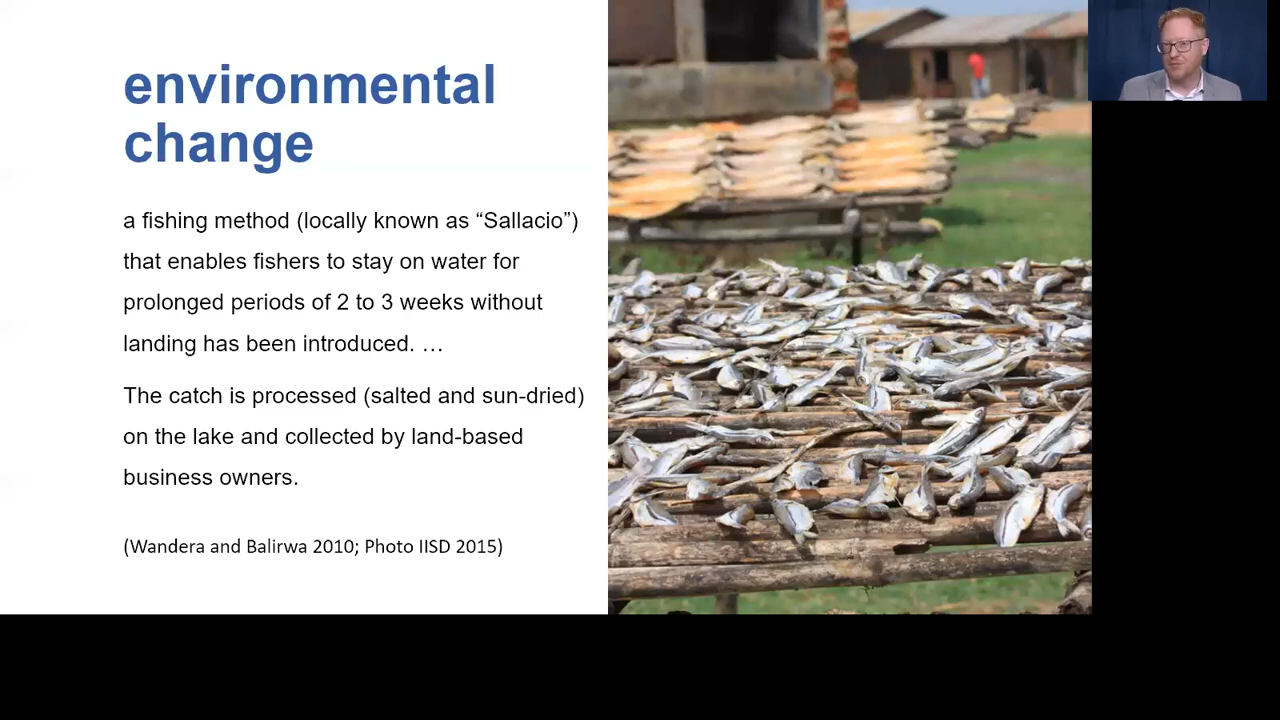 environmental
change
a fishing method (locally known as “Sallacio”)
that enables fishers to stay on water for
prolonged periods of 2 to 3 weeks without
landing has been introduced. …
The catch is processed (salted and sun-dried)
on the lake and collected by land-based
business owners.
(Wandera and Balirwa 2010; Photo IISD 2015)